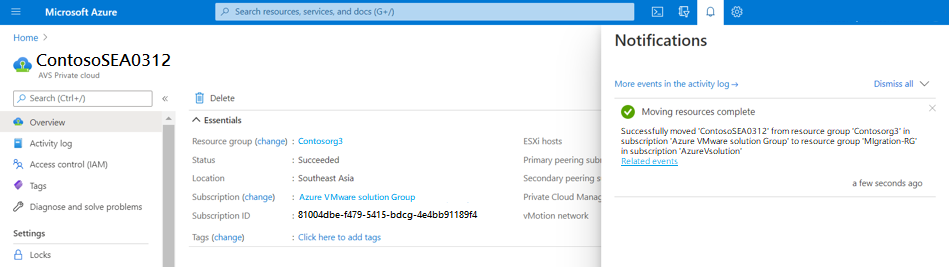 Microsoft Azure
Search resources, services, and docs (G+/)
Home
ContosoSEA0312
AVS Private cloud
Search (Ctrl+/)
Overview
Activity log
Access control (IAM)
Tags
Diagnose and solve problems
Settings
Locks
Delete
Essentials
Resource group (change) : Contosorg3
Status : Succeeded
Location : Southeast Asia
Subscription (change) : Azure VMware solution Group
Subscription ID : 81004dbe-f479-5415-bdcg-4e4bb91189f4
Tags (change) : Click here to add tags
ESXi hosts
Primary peering sub
Secondary peering su
Private Cloud Manag
vMotion network
Notifications
More events in the activity log →
Dismiss all
Moving resources complete
Successfully moved 'ContosoSEA0312' from resource group 'Contosorg3' in
subscription 'Azure VMware solution Group' to resource group 'Migration-RG'
in subscription 'AzureVsolution'
Related events
a few seconds ago